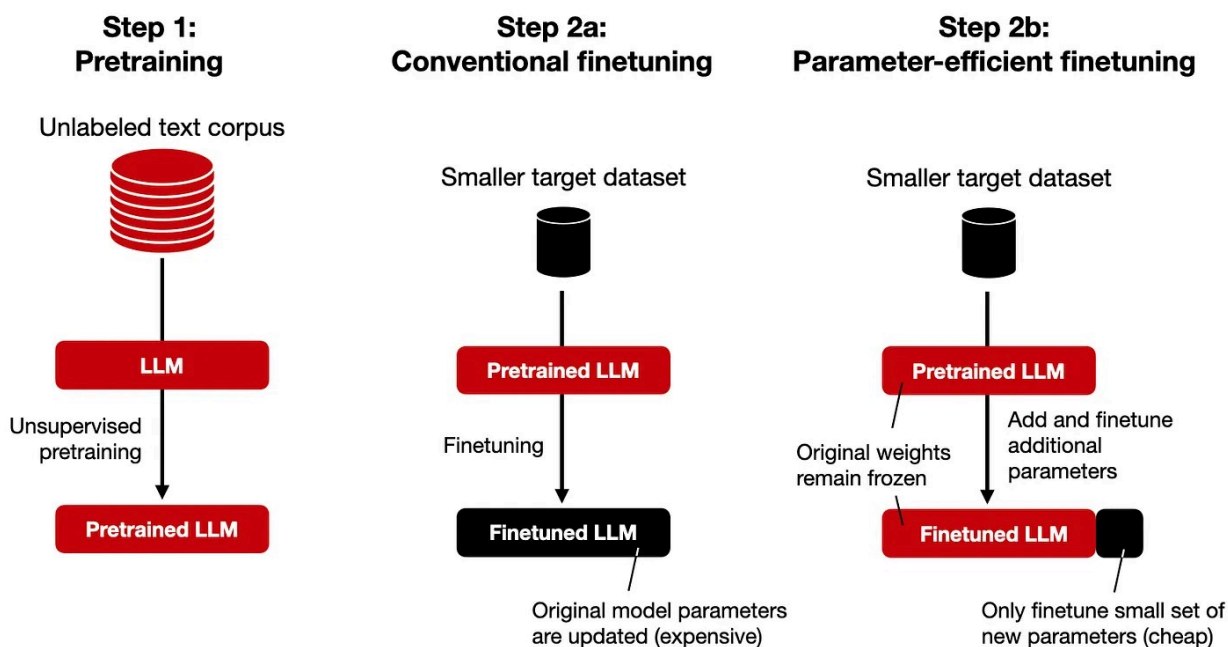 Step 1:
Pretraining
Unlabeled text corpus
LLM
Unsupervised
pretraining
Pretrained LLM
Step 2a:
Conventional finetuning
Smaller target dataset
Pretrained LLM
Finetuning
Finetuned LLM
Original model parameters
are updated (expensive)
Step 2b:
Parameter-efficient finetuning
Smaller target dataset
Pretrained LLM
Original weights
remain frozen
Add and finetune
additional
parameters
Finetuned LLM
Only finetune small set of
new parameters (cheap)